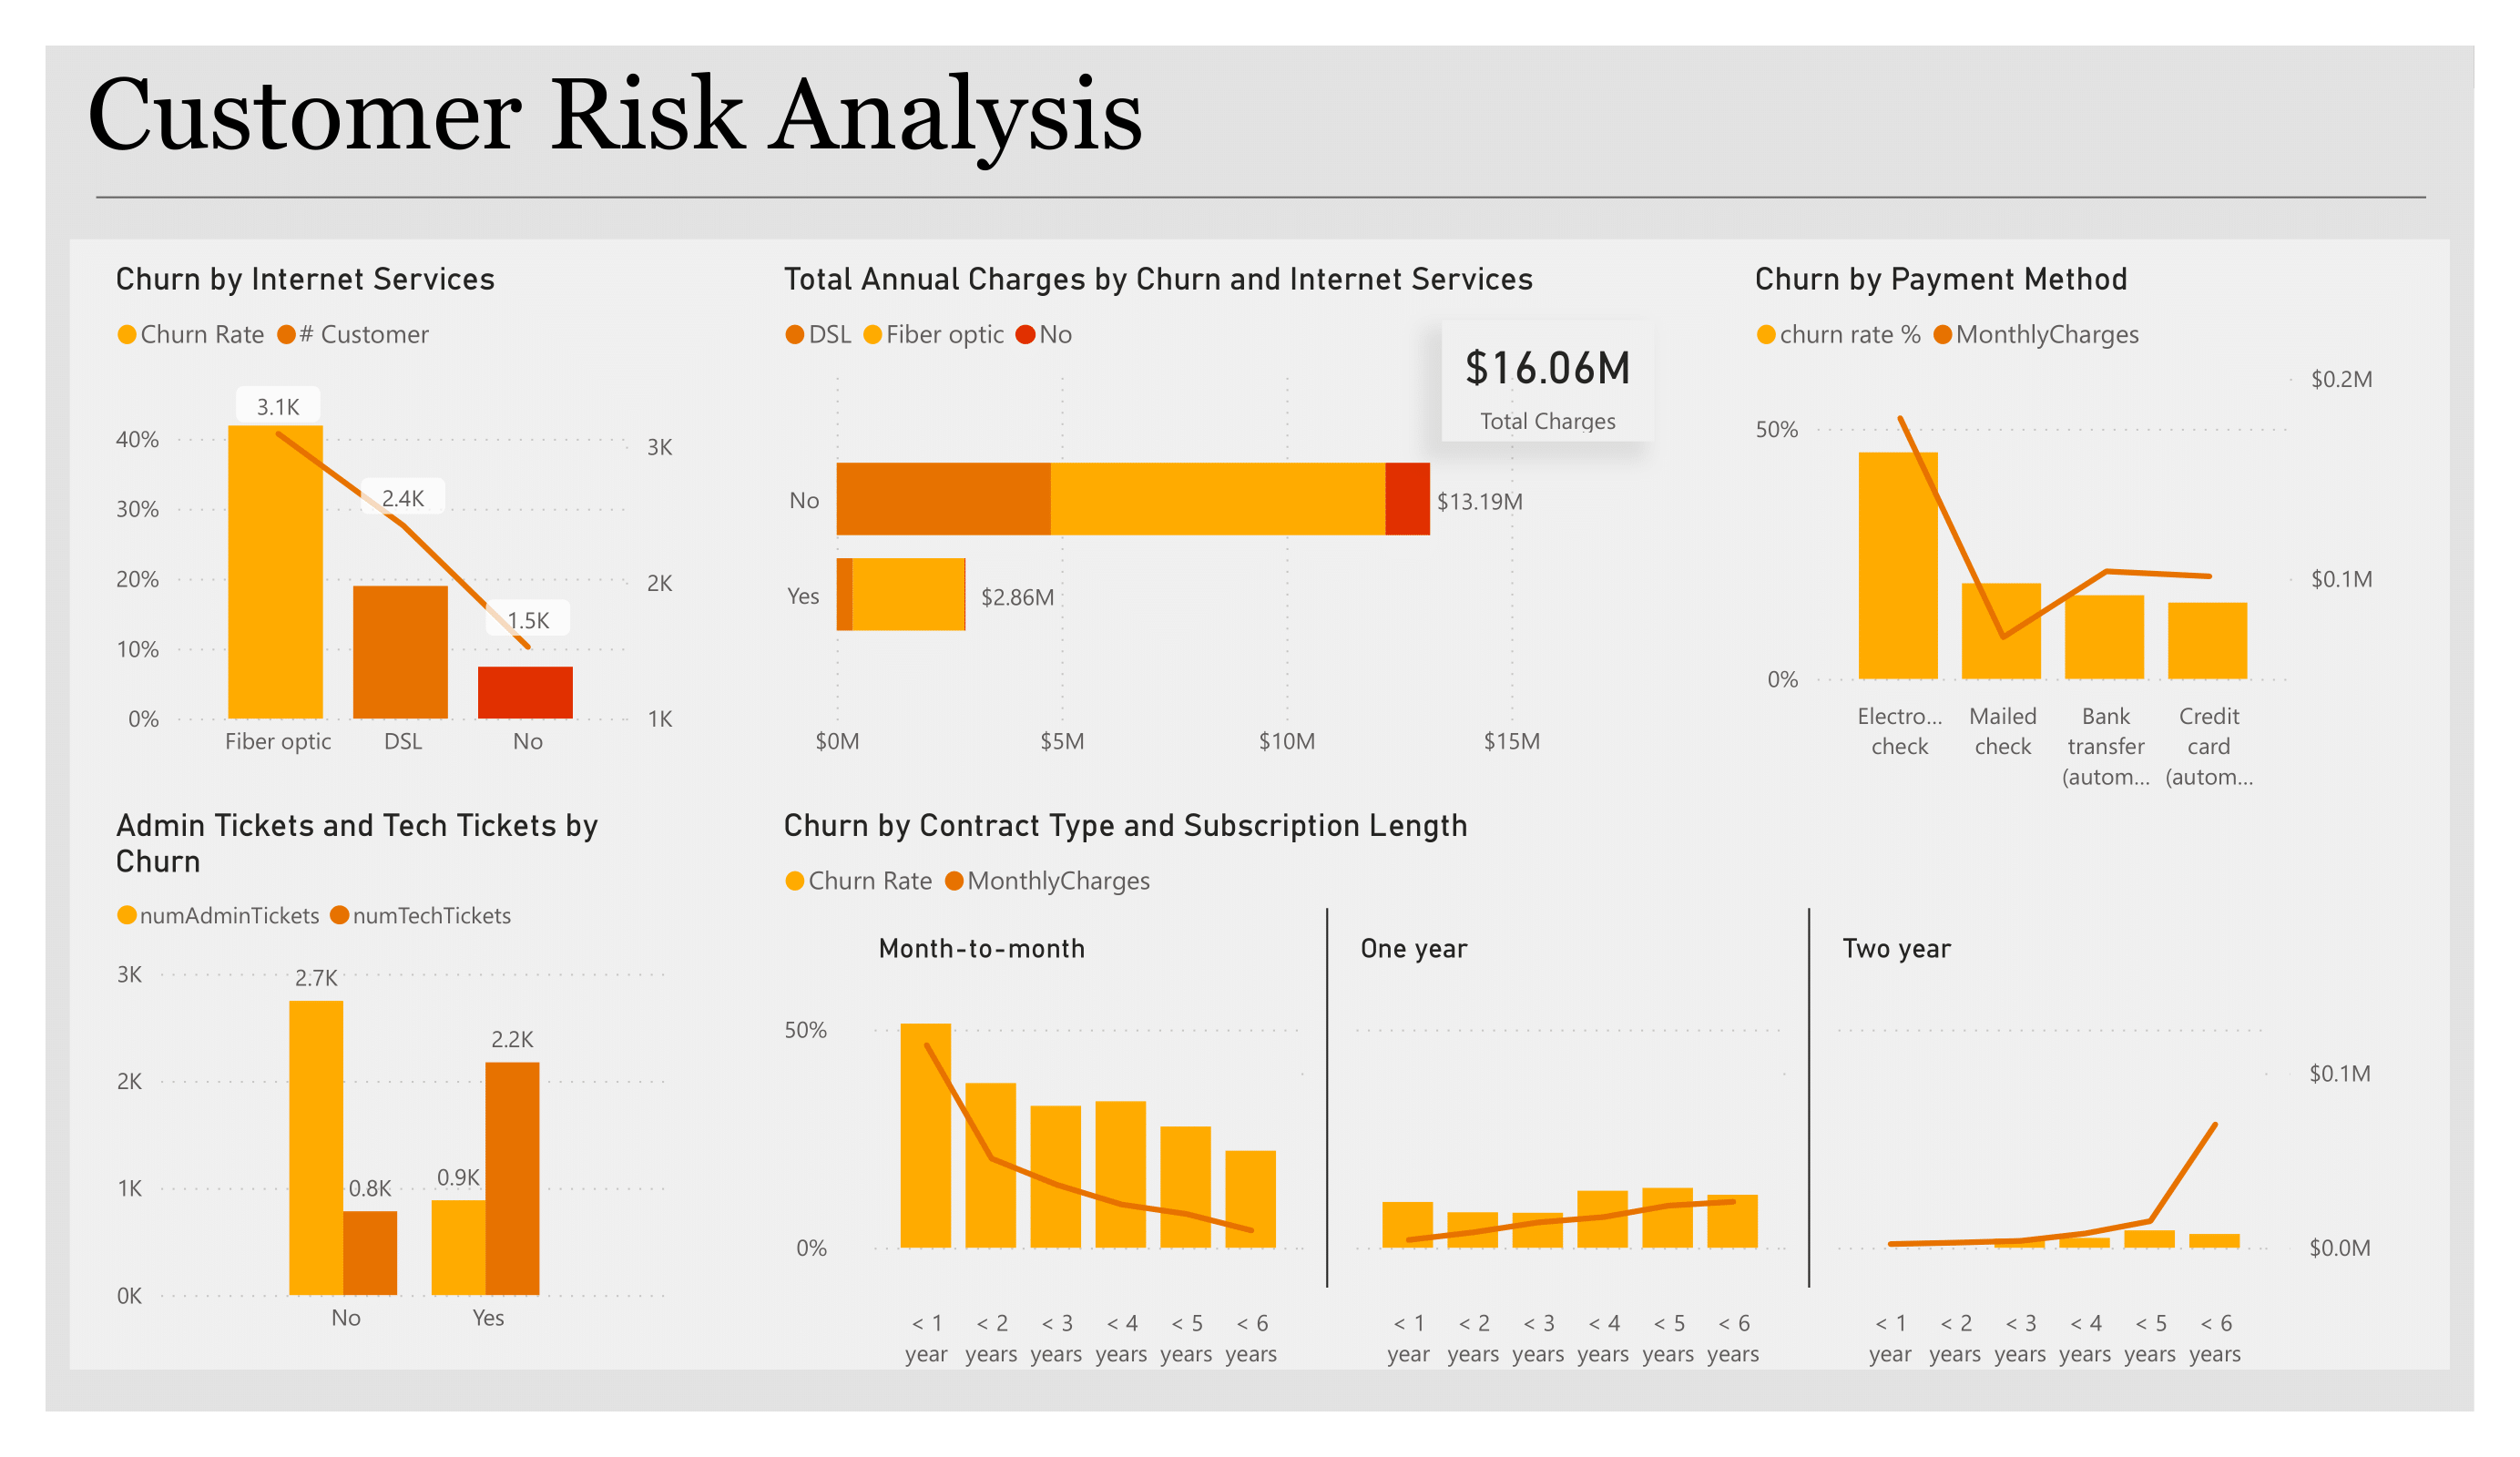 Customer Risk Analysis
Churn by Internet Services
Churn Rate # Customer
40%
30%
20%
10%
0%
3.1K
2.4K
1.5K
3K
2K
1K
Fiber optic DSL No
Total Annual Charges by Churn and Internet Services
DSL Fiber optic No
$16.06M
Total Charges
No
$13.19M
Yes
$2.86M
$0M $5M $10M $15M
Churn by Payment Method
churn rate % MonthlyCharges
50%
0%
$0.2M
$0.1M
Electro...
check
Mailed
check
Bank
transfer
(autom...
Credit
card
(autom...
Admin Tickets and Tech Tickets by
Churn
numAdminTickets numTechTickets
3K
2K
1K
0K
2.7K
0.8K
0.9K
2.2K
No Yes
Churn by Contract Type and Subscription Length
Churn Rate MonthlyCharges
Month-to-month
One year
Two year
50%
0%
$0.1M
$0.0M
< 1 < 2 < 3 < 4 < 5 < 6
year years years years years years
< 1 < 2 < 3 < 4 < 5 < 6
year years years years years years
< 1 < 2 < 3 < 4 < 5 < 6
year years years years years years